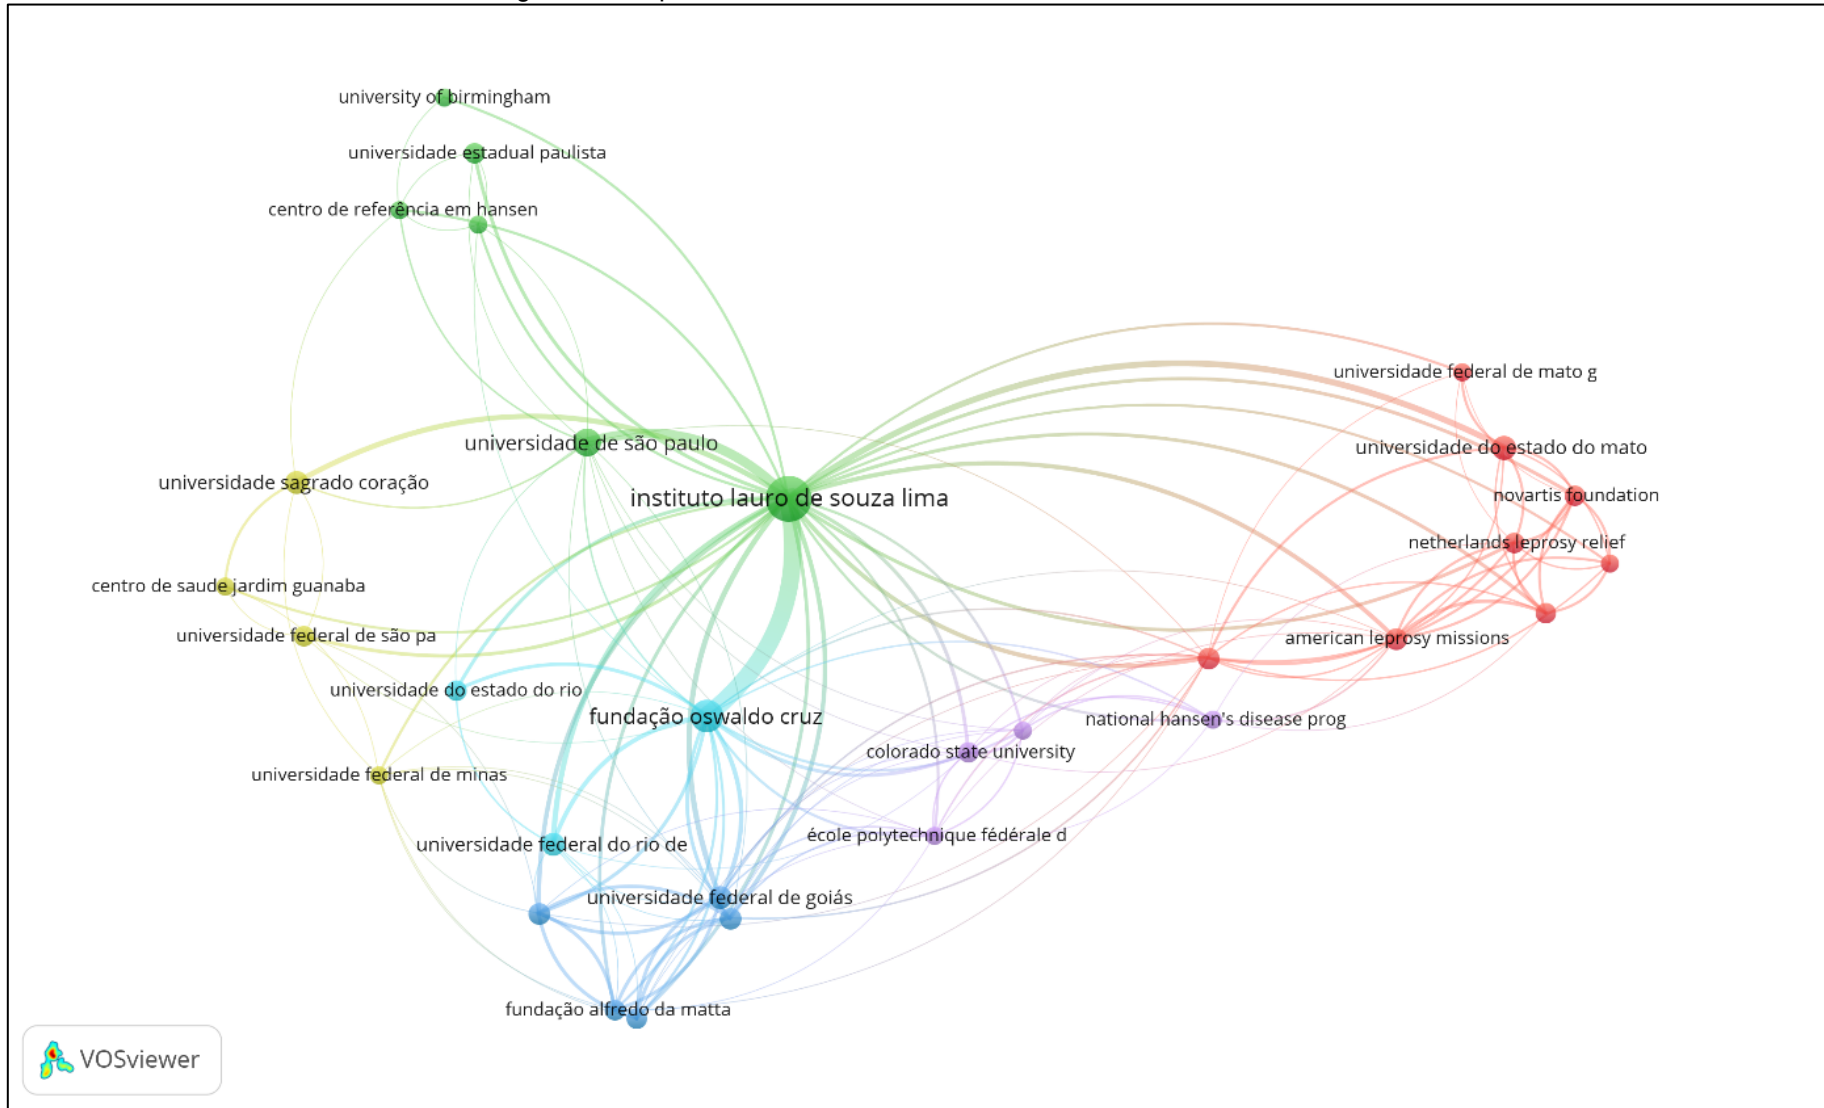 university of birmingham
universidade estadual paulista
centro de referência em hansen
universidade federal de mato g
universidade de são paulo
universidade do estado do mato
universidade sagrado coração
instituto lauro de souza lima
novartis foundation
netherlands leprosy relief
centro de saude jardim guanaba
universidade federal de são pa
american leprosy missions
universidade do estado do rio
fundação oswaldo cruz
national hansen's disease prog
colorado state university
universidade federal de minas
école polytechnique fédérale d
universidade federal do rio de
universidade federal de goiás
fundação alfredo da matta
VOSviewer